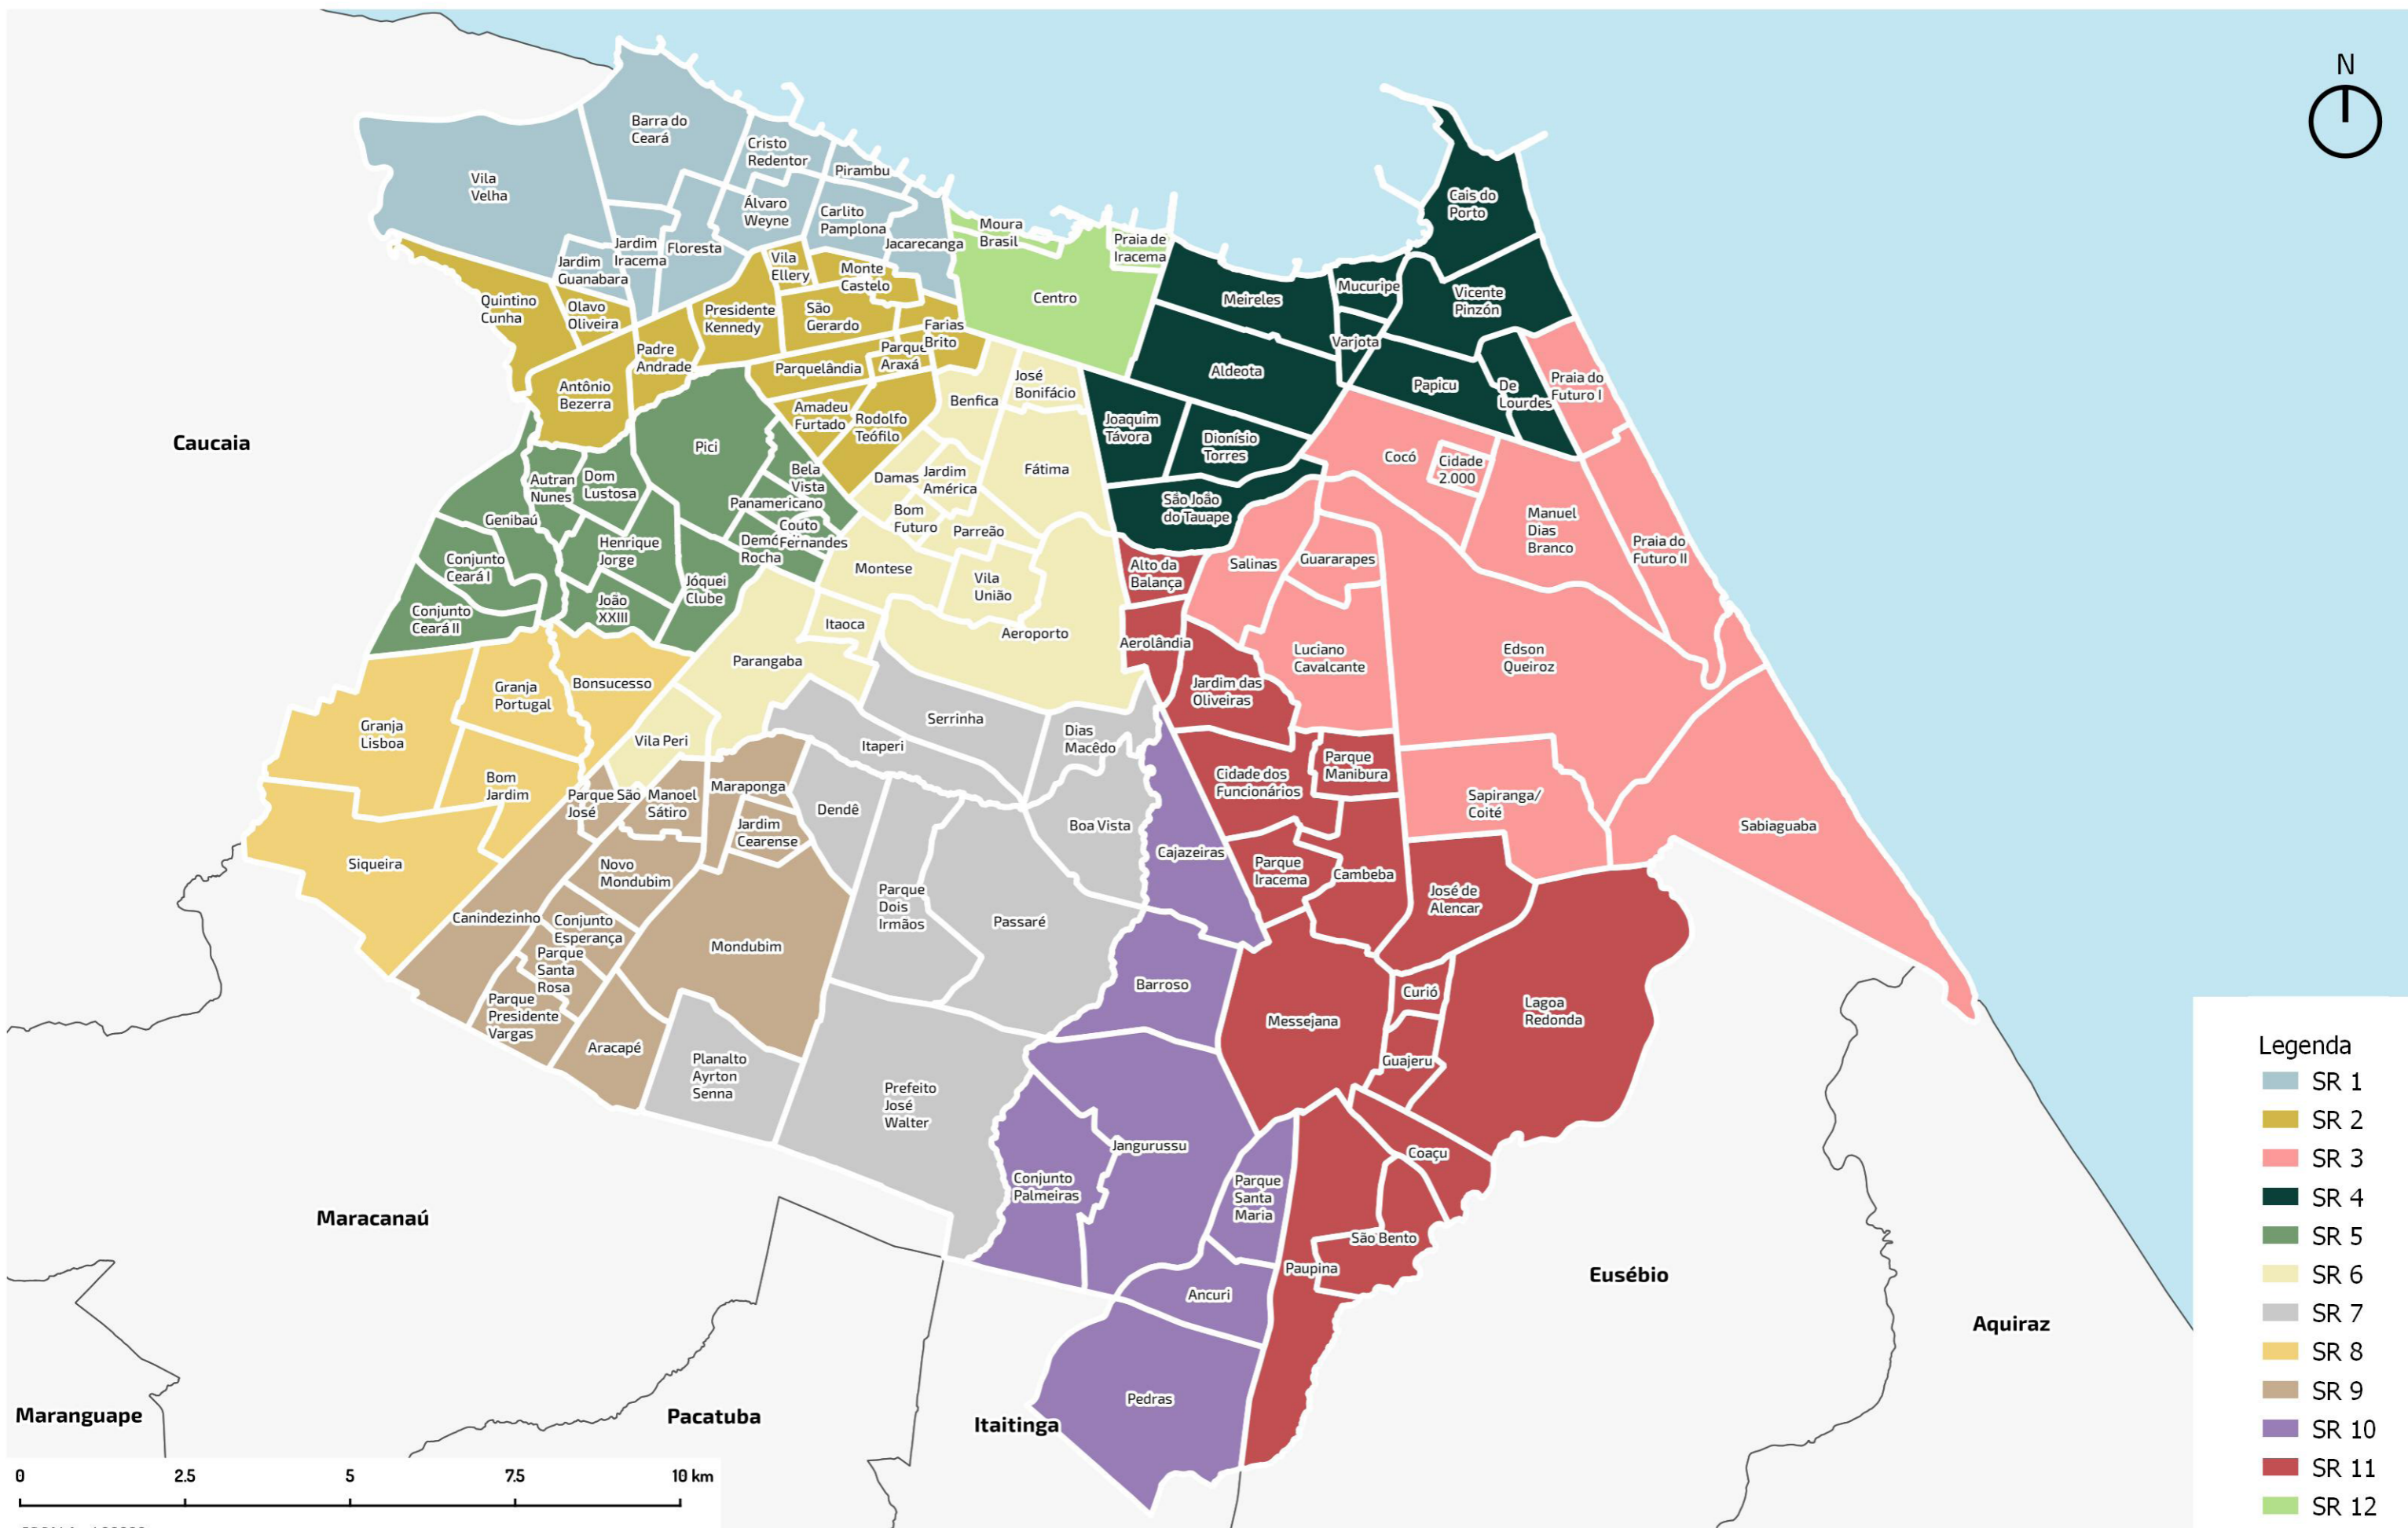 N
Barra do
Ceará
Cristo
Redentor
Pirambu
Vila
Velha
Álvaro
Weyne
Carlito
Pamplona
Jacarecanga
Jardim
Iracema
Floresta
Jardim
Guanabara
Moura
Brasil
Praia de
Iracema
Centro
Cais do
Porto
Meireles
Mucuripe
Vicente
Pinzón
Varjota
Aldeota
Papicu
De
Lourdes
Praia do
Futuro I
Vila
Ellery
Monte
Castelo
Quintino
Cunha
Olavo
Oliveira
Presidente
Kennedy
São
Gerardo
Farias
Brito
Padre
Andrade
Parquelândia
Parque
Araxá
Antônio
Bezerra
Amadeu
Furtado
Rodolfo
Teófilo
Benfica
José
Bonifácio
Joaquim
Távora
Dionísio
Torres
Caucaia
Pici
Bela
Vista
Damas
Jardim
América
Fátima
Cocó
Cidade
2.000
Autran
Nunes
Dom
Lustosa
Panamericano
São João
do Tauape
Genibaú
Couto
Fernandes
Bom
Futuro
Parreão
Manuel
Dias
Branco
Praia do
Futuro II
Henrique
Jorge
Rocha
Conjunto
Ceará I
Montese
Vila
União
Alto da
Balança
Salinas
Guararapes
Jóquei
Clube
João
XXIII
Conjunto
Ceará II
Itaoca
Aeroporto
Aerolândia
Parangaba
Luciano
Cavalcante
Edson
Queiroz
Granja
Portugal
Bonsucesso
Jardim das
Oliveiras
Granja
Lisboa
Vila Peri
Serrinha
Itaperi
Dias
Macêdo
Bom
Jardim
Parque São
José
Manoel
Sátiro
Maraponga
Dendê
Cidade dos
Funcionários
Parque
Manibura
Sapiranga/
Coité
Sabiaguaba
Jardim
Cearense
Boa Vista
Cajazeiras
Siqueira
Novo
Mondubim
Parque
Iracema
Cambeba
José de
Alencar
Parque
Dois
Irmãos
Passaré
Canindezinho
Conjunto
Esperança
Mondubim
Parque
Santa
Rosa
Barroso
Curió
Parque
Presidente
Vargas
Messejana
Lagoa
Redonda
Aracapé
Guajeru
Planalto
Ayrton
Senna
Prefeito
José
Walter
Jangurussu
Coaçu
Conjunto
Palmeiras
Parque
Santa
Maria
Maracanaú
São Bento
Paupina
Ancuri
Eusébio
Aquiraz
Pedras
Maranguape
Pacatuba
Itaitinga
0
2.5
5
7.5
10 km
Legenda
SR 1
SR 2
SR 3
SR 4
SR 5
SR 6
SR 7
SR 8
SR 9
SR 10
SR 11
SR 12